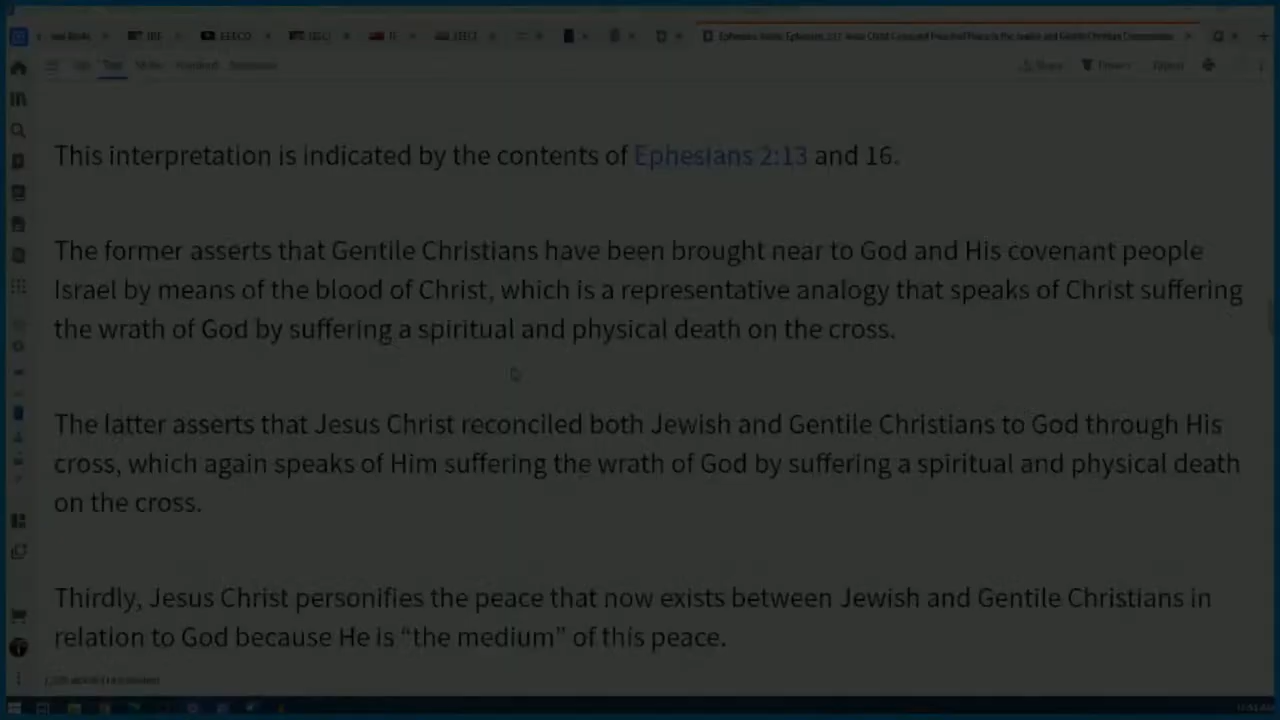 This interpretation is indicated by the contents of Ephesians 2:13 and 16.
The former asserts that Gentile Christians have been brought near to God and His covenant people
Israel by means of the blood of Christ, which is a representative analogy that speaks of Christ suffering
the wrath of God by suffering a spiritual and physical death on the cross.
The latter asserts that Jesus Christ reconciled both Jewish and Gentile Christians to God through His
cross, which again speaks of Him suffering the wrath of God by suffering a spiritual and physical death
on the cross.
Thirdly, Jesus Christ personifies the peace that now exists between Jewish and Gentile Christians in
relation to God because He is “the medium” of this peace.